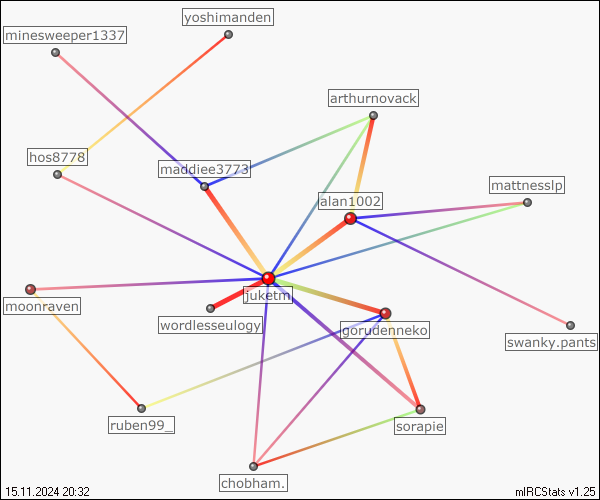 yoshimanden
minesweeper1337
arthurnovack
hos8778
maddiee3773
mattnesslp
alan1002
juketm
moonraven
wordlesseulogy
gorudenneko
swanky.pants
ruben99_
sorapie
chobham.
15.11.2024 20:32
mIRCStats v1.25